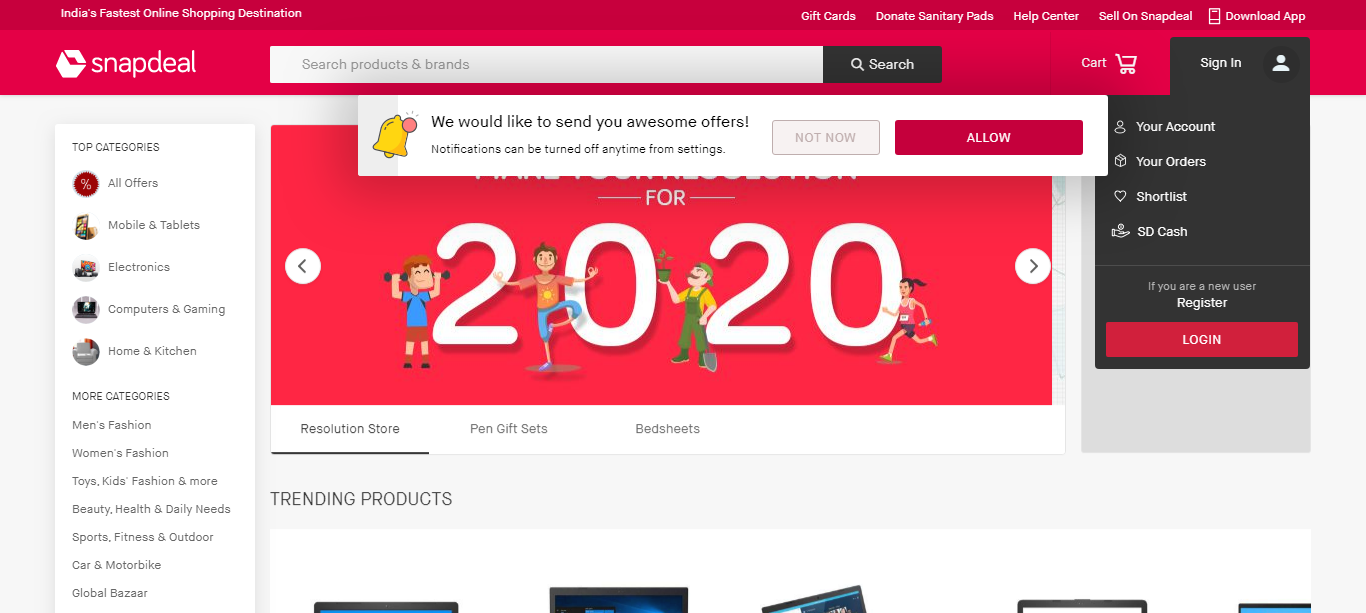 India's Fastest Online Shopping Destination
Gift Cards
Donate Sanitary Pads
Help Center
Sell On Snapdeal
Download App
snapdeal
Search products & brands
Search
Cart
Sign In
We would like to send you awesome offers!
Notifications can be turned off anytime from settings.
NOT NOW
ALLOW
Your Account
Your Orders
Shortlist
SD Cash
If you are a new user
Register
LOGIN
TOP CATEGORIES
%
All Offers
Mobile & Tablets
Electronics
Computers & Gaming
Home & Kitchen
MORE CATEGORIES
Men's Fashion
Women's Fashion
Toys, Kids' Fashion & more
Beauty, Health & Daily Needs
Sports, Fitness & Outdoor
Car & Motorbike
Global Bazaar
MAKE YOUR RESOLUTION
FOR
2020
Resolution Store
Pen Gift Sets
Bedsheets
TRENDING PRODUCTS